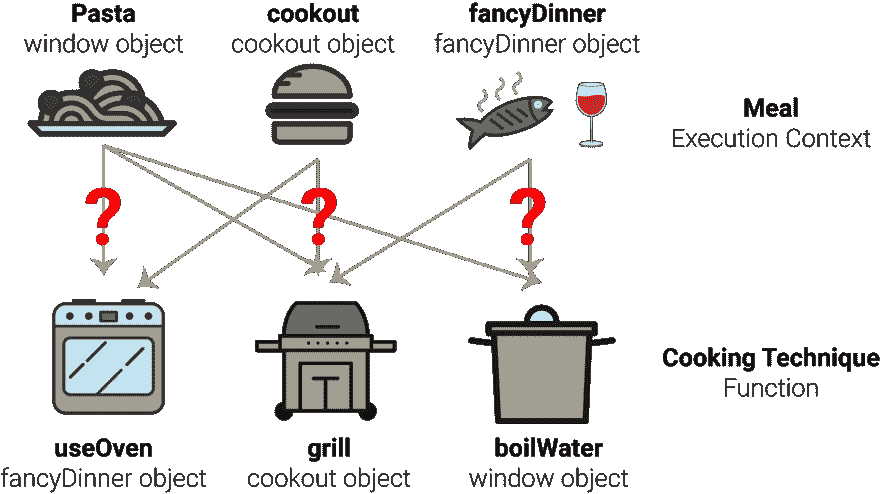 Pasta
window object
cookout
cookout object
fancyDinner
fancyDinner object
Meal
Execution Context
? ? ?
Cooking Technique
Function
useOven
fancyDinner object
grill
cookout object
boilWater
window object